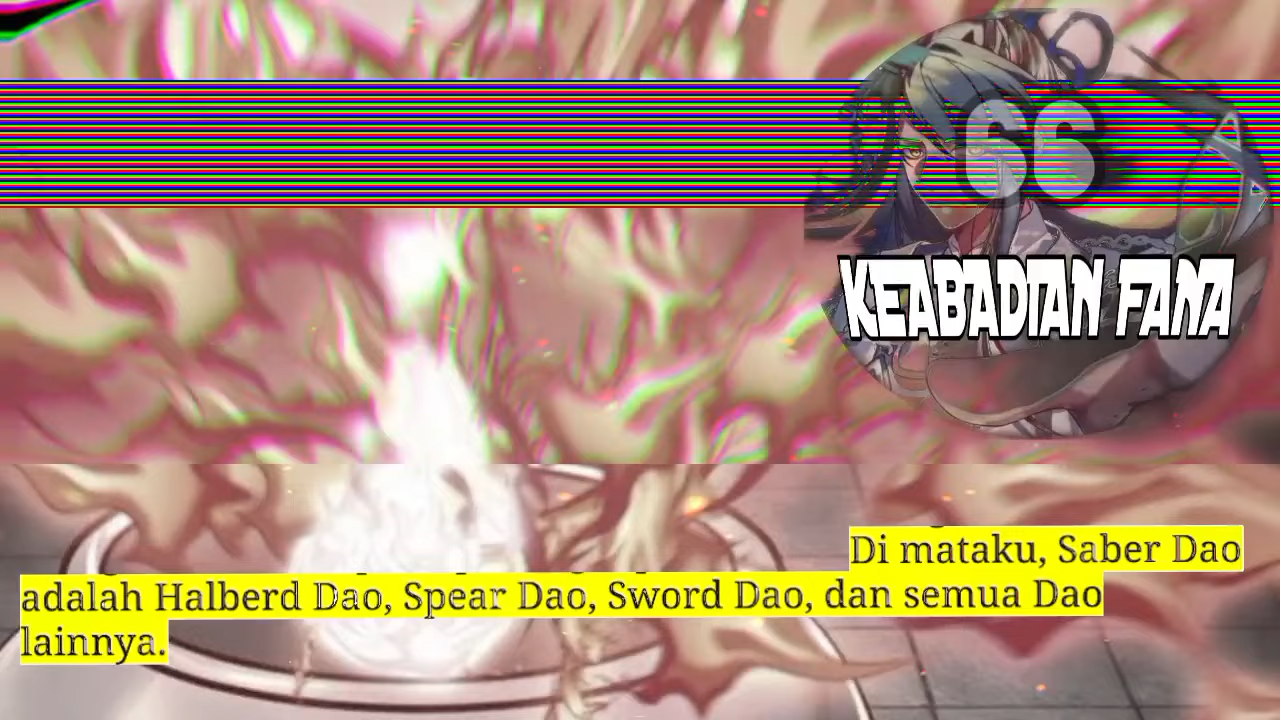 66
KEABADIAN FANA
Di mataku, Saber Dao
adalah Halberd Dao, Spear Dao, Sword Dao, dan semua Dao
lainnya.